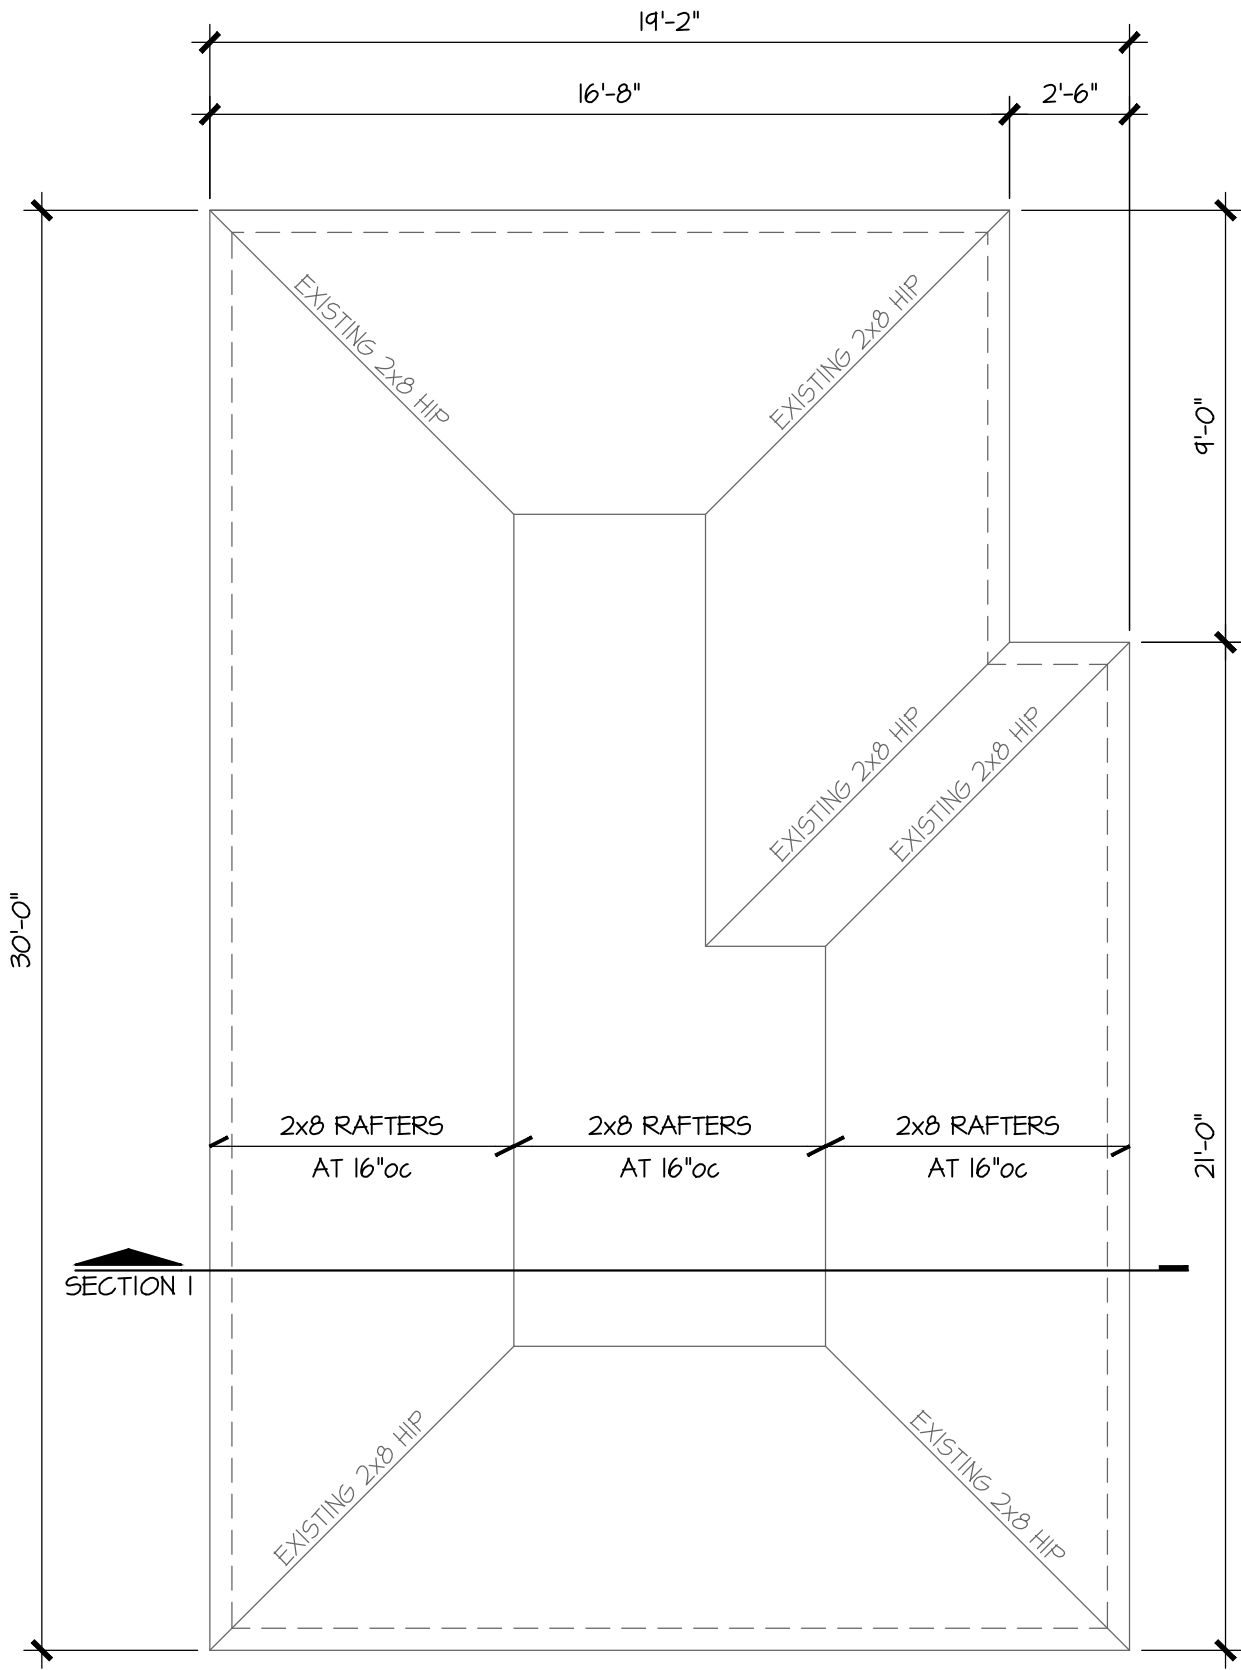 19'-2"
16'-8"
2'-6"
EXISTING 2x8 HIP
EXISTING 2x8 HIP
9'-0"
EXISTING 2x8 HIP
EXISTING 2x8 HIP
30'-0"
2x8 RAFTERS
AT 16"oc
2x8 RAFTERS
AT 16"oc
2x8 RAFTERS
AT 16"oc
21'-0"
SECTION 1
EXISTING 2x8 HIP
EXISTING 2x8 HIP